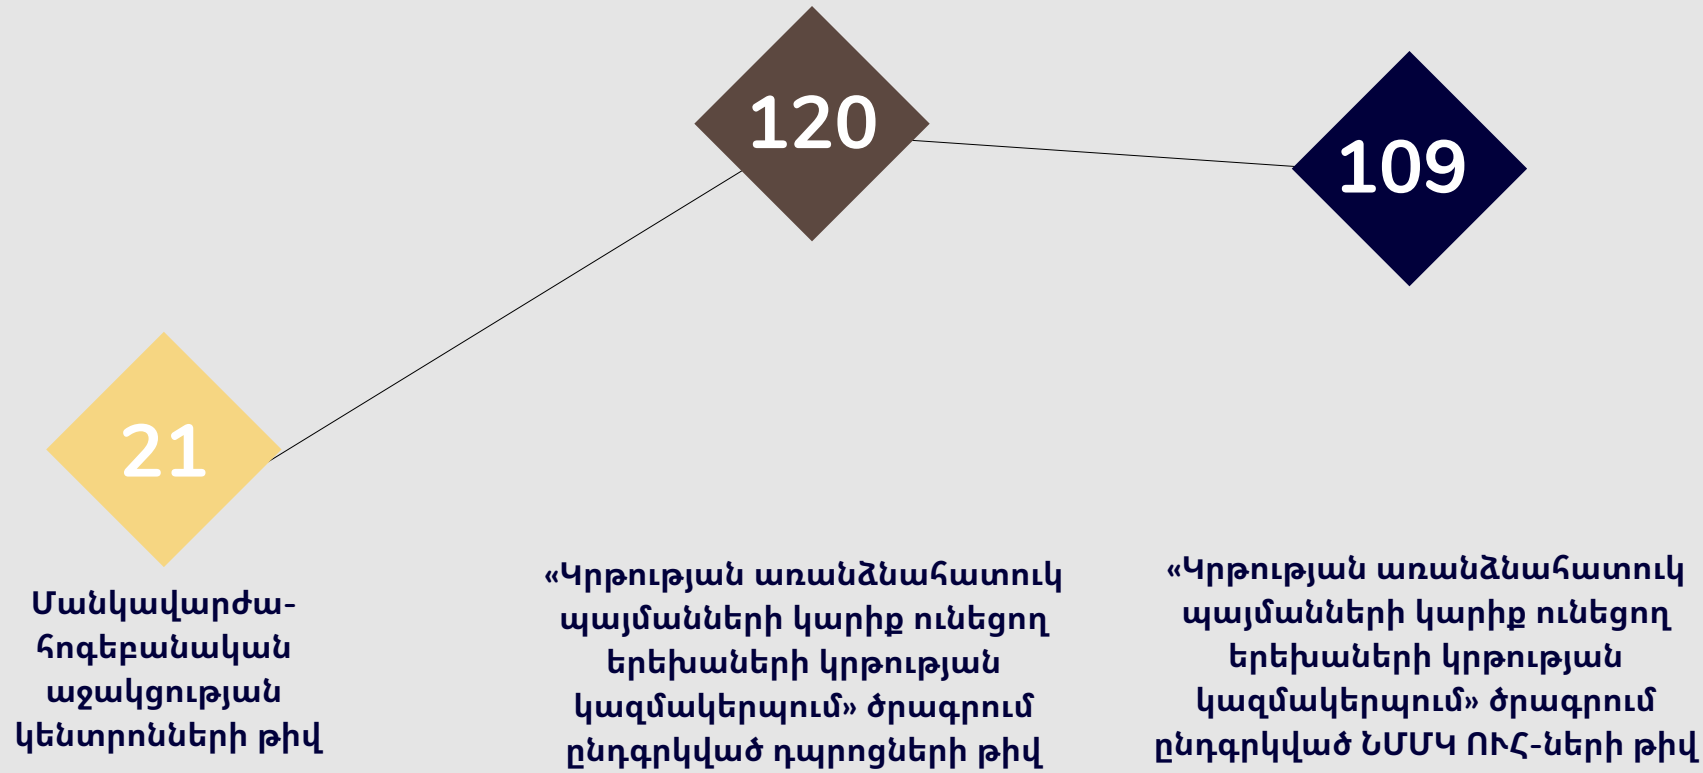 120
109
21
Մանկավարժա-
հոգեբանական
աջակցության
կենտրոնների թիվ
«Կրթության առանձնահատուկ
պայմանների կարիք ունեցող
երեխաների կրթության
կազմակերպում» ծրագրում
ընդգրկված դպրոցների թիվ
«Կրթության առանձնահատուկ
պայմանների կարիք ունեցող
երեխաների կրթության
կազմակերպում» ծրագրում
ընդգրկված ՆՄՄԿ ՈՒՀ-ների թիվ